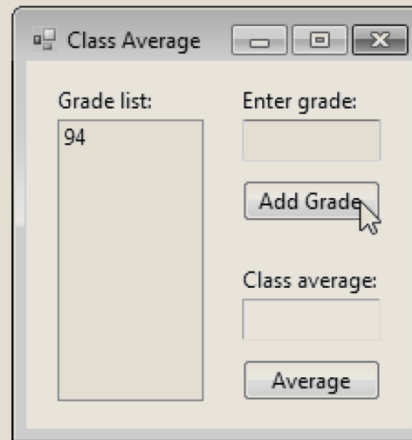 Class Average
Grade list:
94
Enter grade:
Add Grade
Class average:
Average